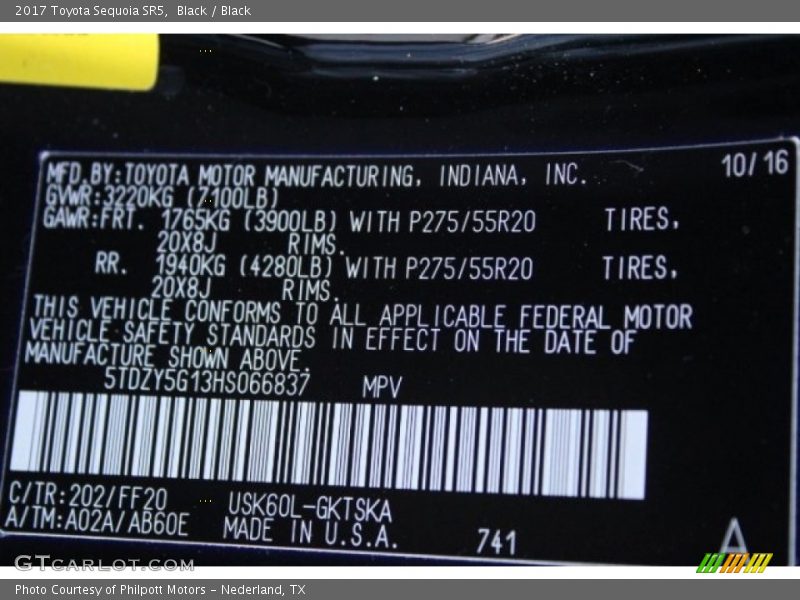 2017 Toyota Sequoia SR5,  Black / Black
MFD.BY:TOYOTA MOTOR MANUFACTURING, INDIANA, INC. 10/16
GVWR:3220KG (7100LB)
GAWR:FRT. 1765KG (3900LB) WITH P275/55R20 TIRES,
20X8J RIMS.
RR. 1940KG (4280LB) WITH P275/55R20 TIRES,
20X8J RIMS.
THIS VEHICLE CONFORMS TO ALL APPLICABLE FEDERAL MOTOR
VEHICLE SAFETY STANDARDS IN EFFECT ON THE DATE OF
MANUFACTURE SHOWN ABOVE.
5TDZY5G13HS066837 MPV
C/TR:202/FF20 USK60L-GKTSKA
A/TM:A02A/AB60E MADE IN U.S.A. 741 A
GTCARLOT.COM
Photo Courtesy of Philpott Motors - Nederland, TX